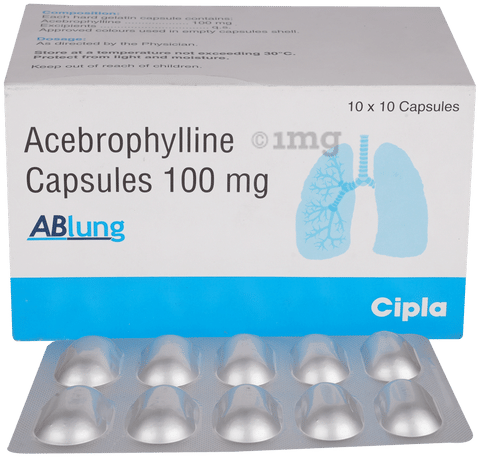 Composition:
Each hard gelatin capsule contains:
Acebrophylline ........ 100 mg
Excipients ........ q.s.
Approved colours used in empty capsules shell.
Dosage:
As directed by the Physician.
Store at a temperature not exceeding 30°C.
Protect from light and moisture.
Keep out of reach of children.
10 x 10 Capsules
Acebrophylline
Capsules 100 mg
©1mg
ABlung
Cipla